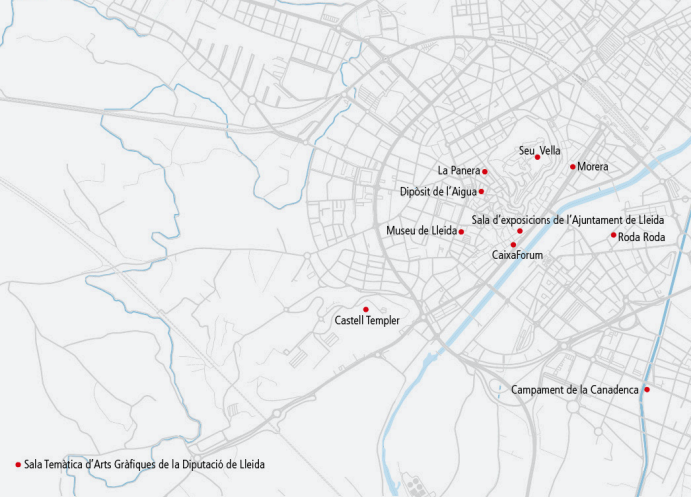 Seu Vella
La Panera
Morera
Dipòsit de l'Aigua
Sala d'exposicions de l'Ajuntament de Lleida
Museu de Lleida
Roda Roda
CaixaForum
Castell Templer
Campament de la Canadenca
Sala Temàtica d'Arts Gràfiques de la Diputació de Lleida